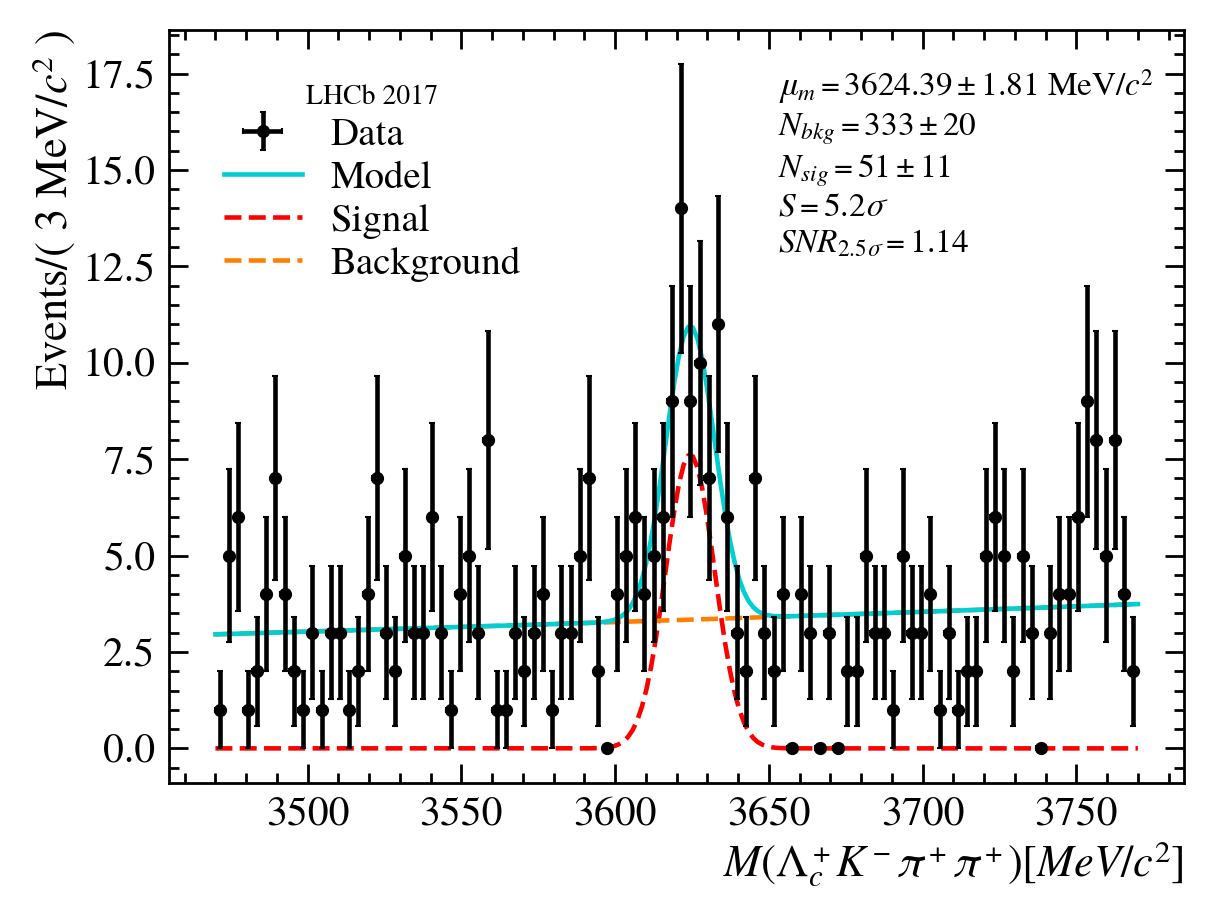 Events/( 3 MeV/c² )
17.5
15.0
12.5
10.0
7.5
5.0
2.5
0.0
LHCb 2017
Data
Model
Signal
Background
μₘ = 3624.39 ± 1.81 MeV/c²
N_bkg = 333 ± 20
N_sig = 51 ± 11
S = 5.2σ
SNR_2.5σ = 1.14
3500 3550 3600 3650 3700 3750
M(Λ_c⁺K⁻π⁺π⁺)[MeV/c²]